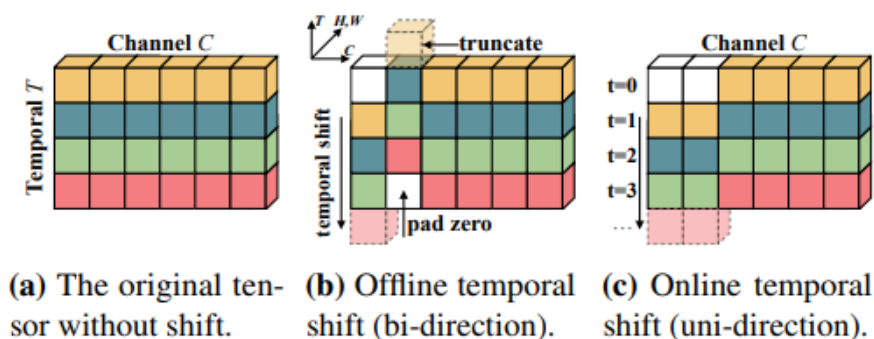 Channel C
Temporal T
T
H,W
C
truncate
temporal shift
pad zero
Channel C
t=0
t=1
t=2
t=3
...
(a) The original ten-
sor without shift.
(b) Offline temporal
shift (bi-direction).
(c) Online temporal
shift (uni-direction).